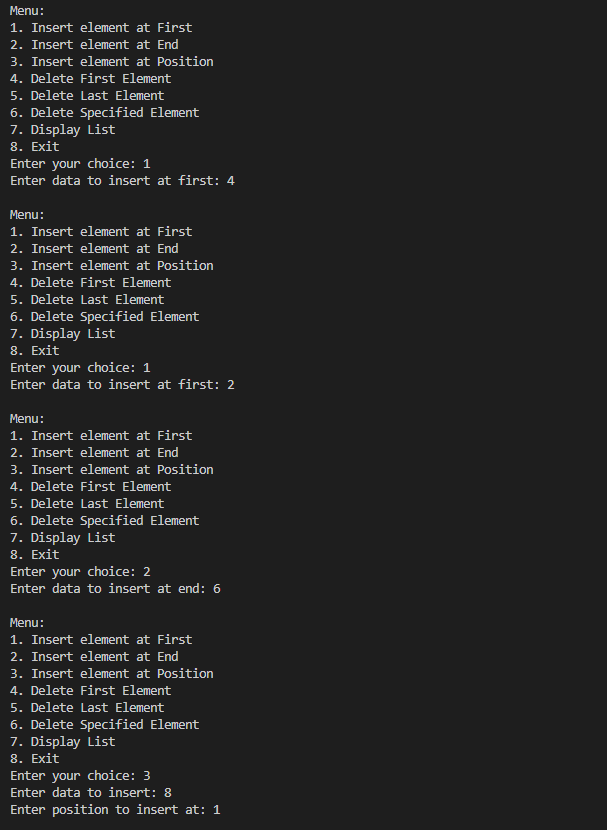 Menu:
1. Insert element at First
2. Insert element at End
3. Insert element at Position
4. Delete First Element
5. Delete Last Element
6. Delete Specified Element
7. Display List
8. Exit
Enter your choice: 1
Enter data to insert at first: 4

Menu:
1. Insert element at First
2. Insert element at End
3. Insert element at Position
4. Delete First Element
5. Delete Last Element
6. Delete Specified Element
7. Display List
8. Exit
Enter your choice: 1
Enter data to insert at first: 2

Menu:
1. Insert element at First
2. Insert element at End
3. Insert element at Position
4. Delete First Element
5. Delete Last Element
6. Delete Specified Element
7. Display List
8. Exit
Enter your choice: 2
Enter data to insert at end: 6

Menu:
1. Insert element at First
2. Insert element at End
3. Insert element at Position
4. Delete First Element
5. Delete Last Element
6. Delete Specified Element
7. Display List
8. Exit
Enter your choice: 3
Enter data to insert: 8
Enter position to insert at: 1